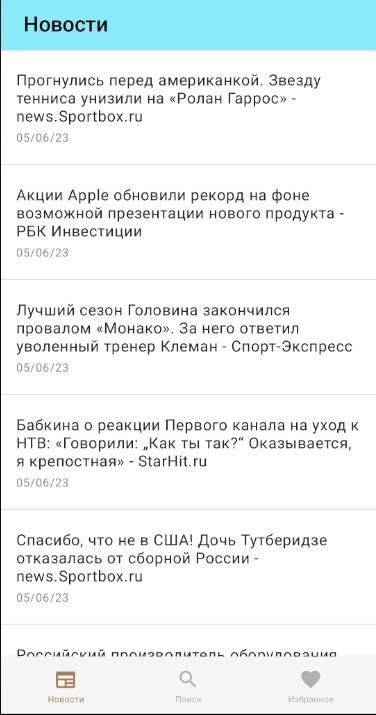 Новости
Прогнулись перед американкой. Звезду
тенниса унизили на «Ролан Гаррос» -
news.Sportbox.ru
05/06/23
Акции Apple обновили рекорд на фоне
возможной презентации нового продукта -
РБК Инвестиции
05/06/23
Лучший сезон Головина закончился
провалом «Монако». За него ответил
уволенный тренер Клеман - Спорт-Экспресс
05/06/23
Бабкина о реакции Первого канала на уход к
НТВ: «Говорили: „Как ты так?“ Оказывается,
я крепостная» - StarHit.ru
05/06/23
Спасибо, что не в США! Дочь Тутберидзе
отказалась от сборной России -
news.Sportbox.ru
05/06/23
Российский производитель оборудования
Новости
Поиск
Избранное